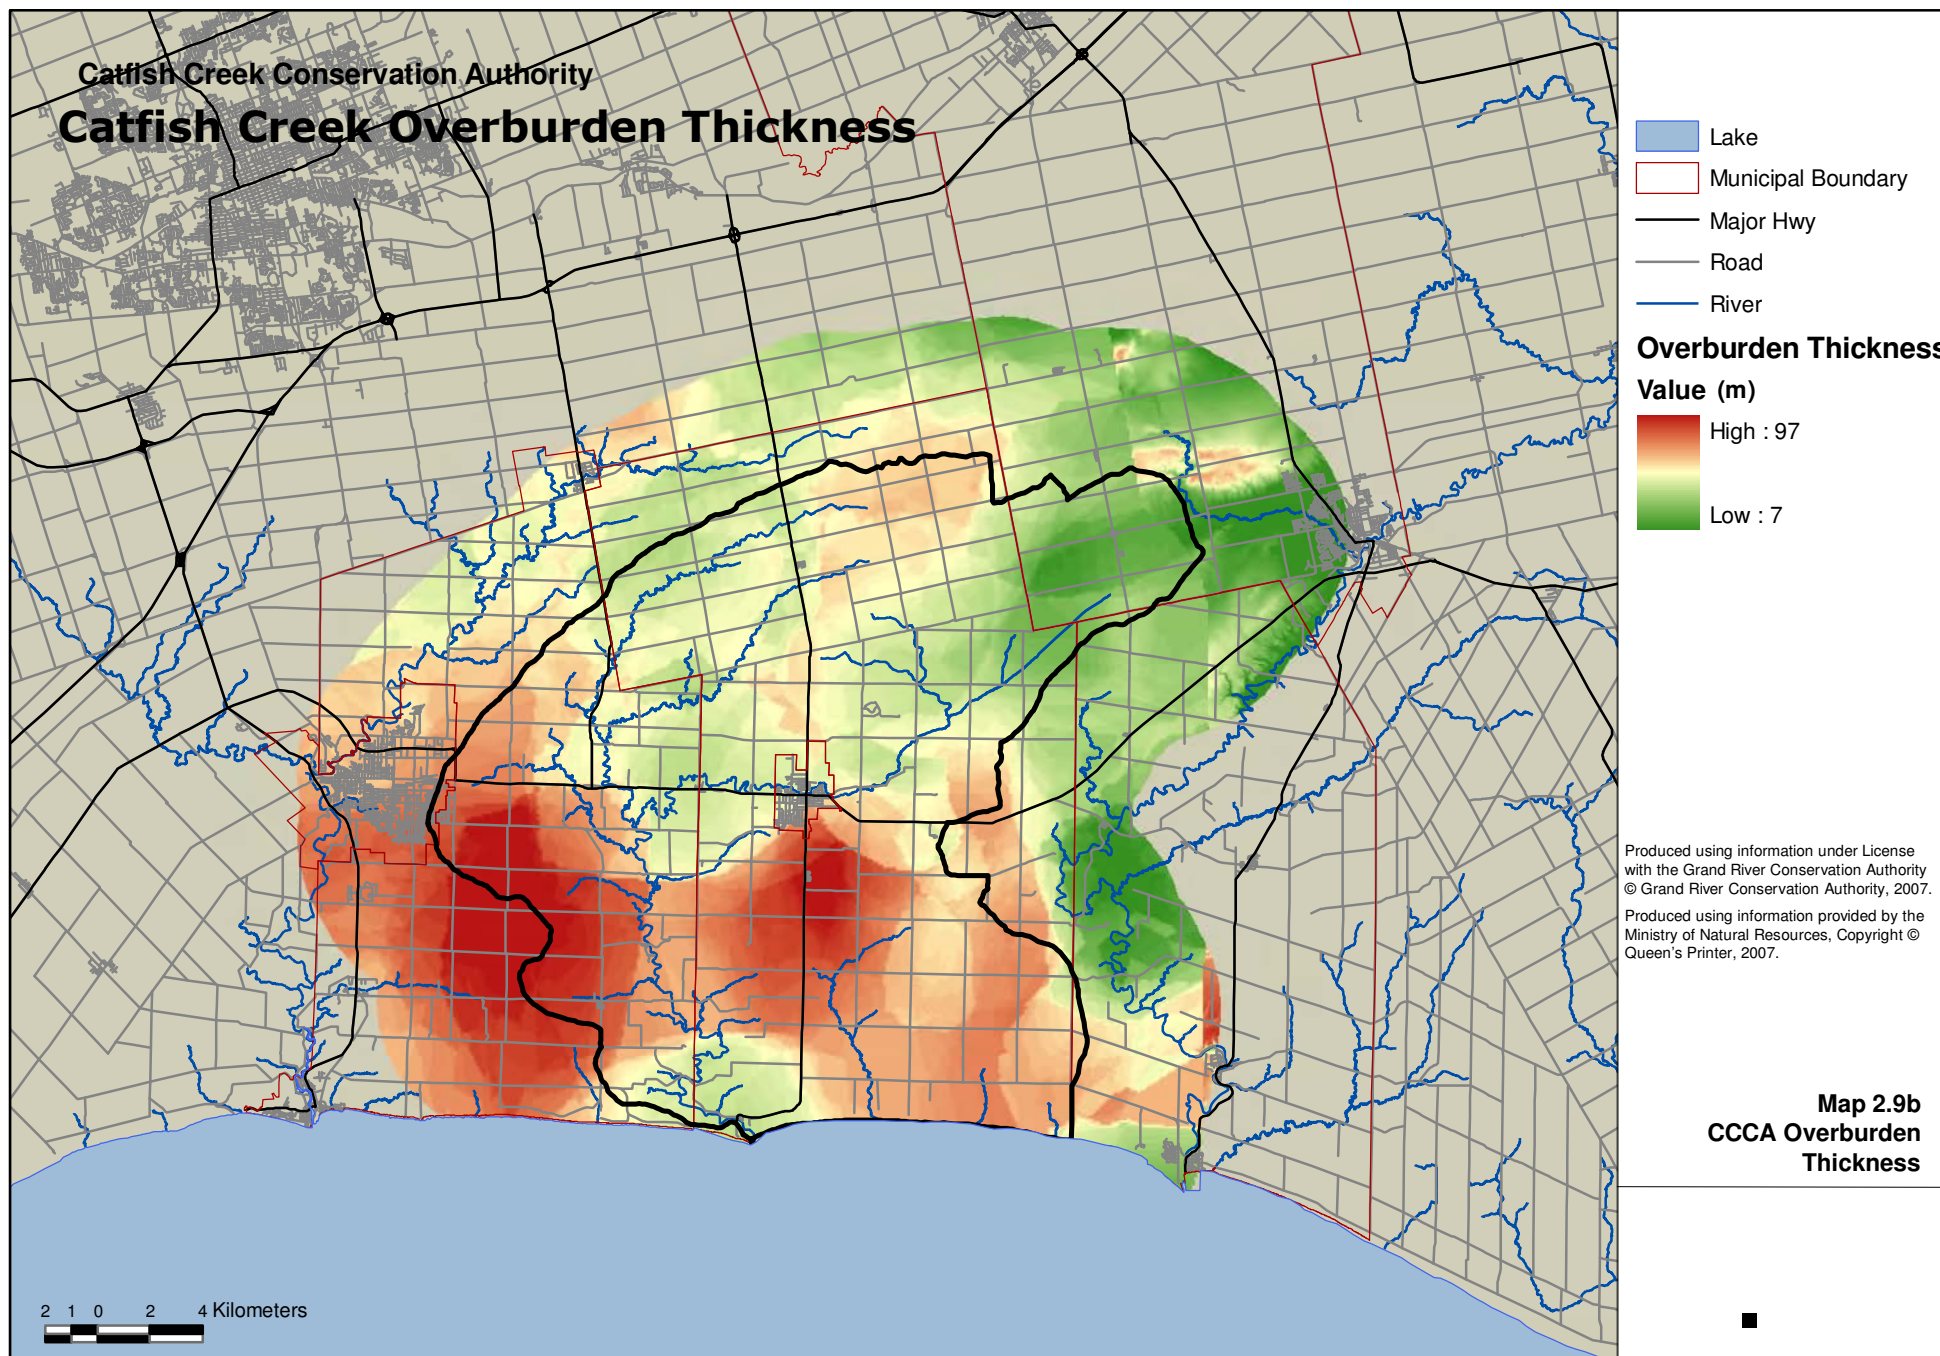 Catfish Creek Conservation Authority
Catfish Creek Overburden Thickness
Lake
Municipal Boundary
Major Hwy
Road
River
Overburden Thickness
Value (m)
High : 97
Low : 7
Produced using information under License
with the Grand River Conservation Authority
© Grand River Conservation Authority, 2007.
Produced using information provided by the
Ministry of Natural Resources, Copyright ©
Queen's Printer, 2007.
Map 2.9b
CCCA Overburden
Thickness
2 1 0 2 4 Kilometers